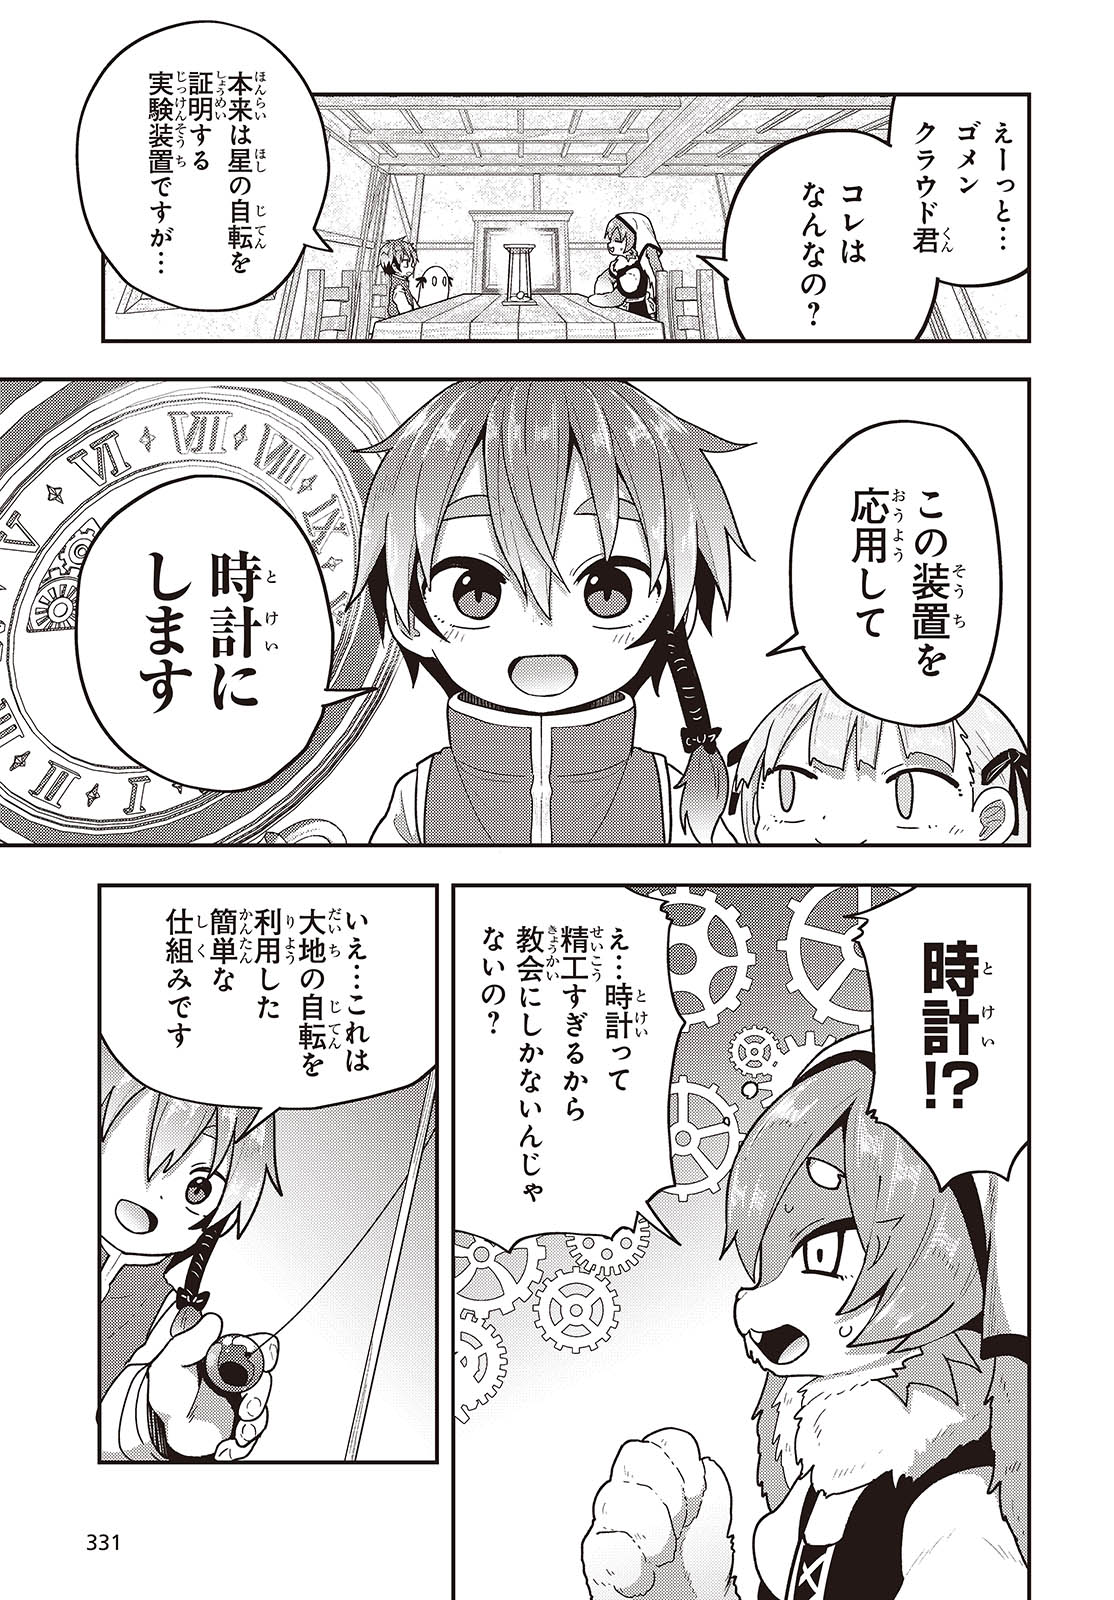 えーっと…
ゴメン
クラウド君
コレは
なんなの？
本来は星の自転を
証明する
実験装置ですが…
この装置を
応用して
時計に
します
時計!?
え…時計って
精工すぎるから
教会にしかないんじゃ
ないの？
いえ…これは
大地の自転を
利用した
簡単な
仕組みです
331